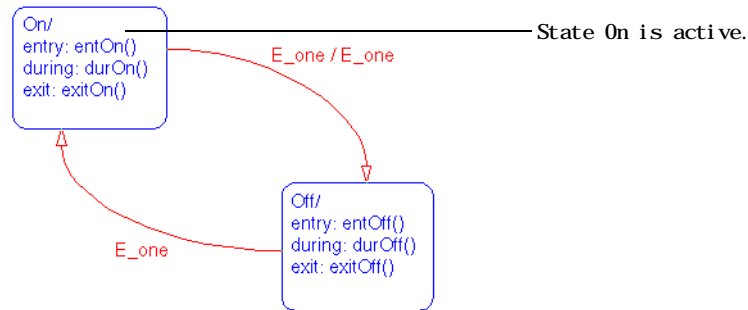 On/
entry: entOn()
during: durOn()
exit: exitOn()
State On is active.
E_one / E_one
Off/
entry: entOff()
during: durOff()
exit: exitOff()
E_one